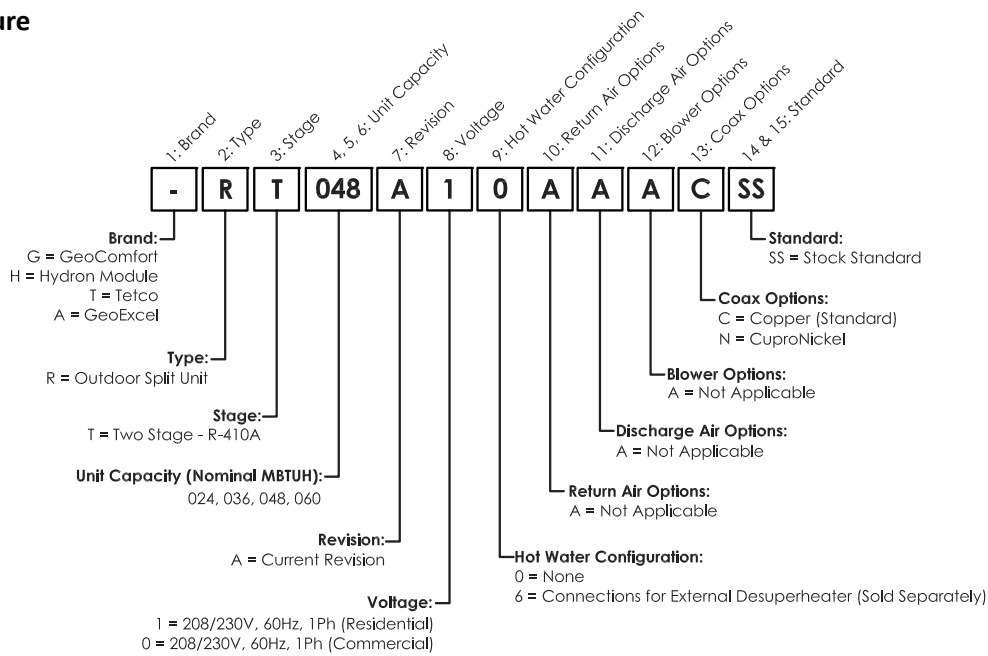 ure
1: Brand
2: Type
3: Stage
4, 5, 6: Unit Capacity
7: Revision
8: Voltage
9: Hot Water Configuration
10: Return Air Options
11: Discharge Air Options
12: Blower Options
13: Coax Options
14 & 15: Standard
- R T 048 A 1 0 A A A C SS
Brand:
G = GeoComfort
H = Hydron Module
T = Tetco
A = GeoExcel
Type:
R = Outdoor Split Unit
Stage:
T = Two Stage - R-410A
Unit Capacity (Nominal MBTUH):
024, 036, 048, 060
Revision:
A = Current Revision
Voltage:
1 = 208/230V, 60Hz, 1Ph (Residential)
0 = 208/230V, 60Hz, 1Ph (Commercial)
Standard:
SS = Stock Standard
Coax Options:
C = Copper (Standard)
N = CuproNickel
Blower Options:
A = Not Applicable
Discharge Air Options:
A = Not Applicable
Return Air Options:
A = Not Applicable
Hot Water Configuration:
0 = None
6 = Connections for External Desuperheater (Sold Separately)